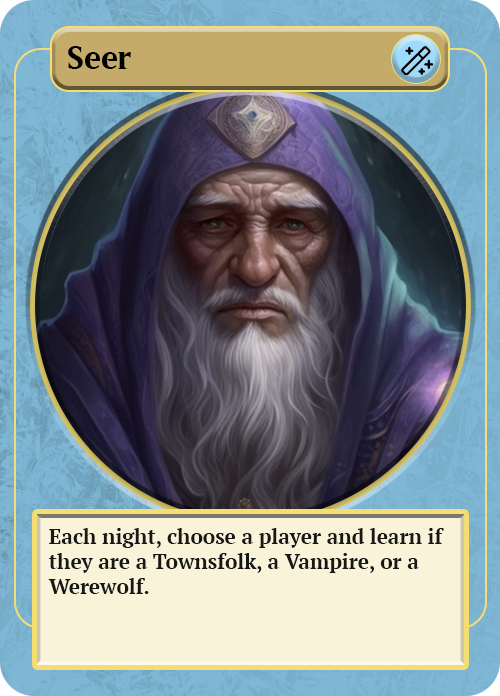 Seer
Each night, choose a player and learn if
they are a Townsfolk, a Vampire, or a
Werewolf.